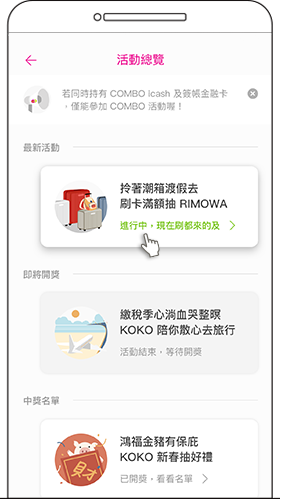 活動總覽
若同時持有 COMBO icash 及簽帳金融卡
，僅能參加 COMBO 活動喔！
最新活動
拎著潮箱渡假去
刷卡滿額抽 RIMOWA
進行中，現在刷都來的及
即將開獎
繳稅季心淌血哭整暝
KOKO 陪你散心去旅行
活動結束，等待開獎
中獎名單
鴻福金豬有保庇
KOKO 新春抽好禮
已開獎，看看名單
財